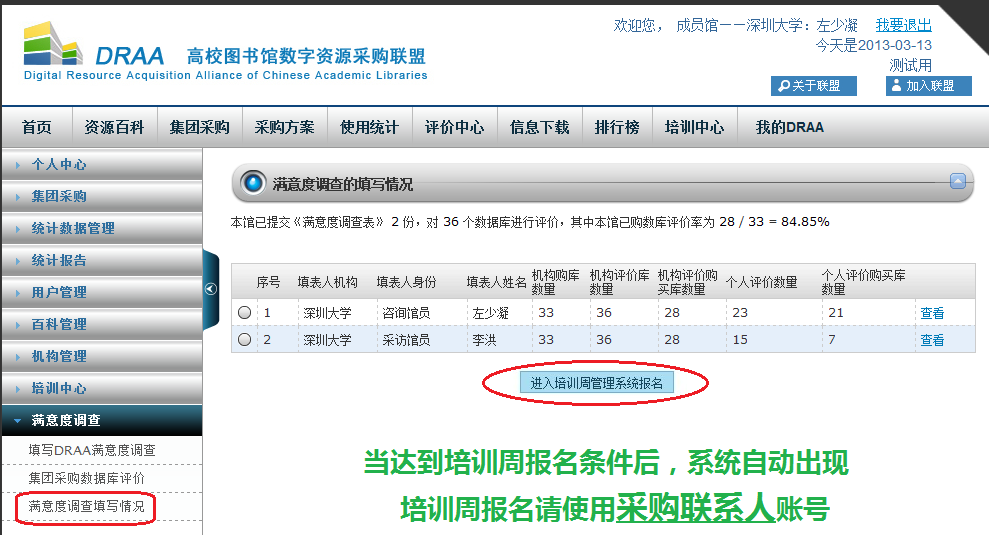 欢迎您， 成员馆－－深圳大学: 左少凝 我要退出
今天是2013-03-13
测试用
关于联盟 加入联盟
DRAA 高校图书馆数字资源采购联盟
Digital Resource Acquisition Alliance of Chinese Academic Libraries
首页 资源百科 集团采购 采购方案 使用统计 评价中心 信息下载 排行榜 培训中心 我的DRAA
个人中心
集团采购
统计数据管理
统计报告
用户管理
百科管理
机构管理
培训中心
满意度调查
填写DRAA满意度调查
集团采购数据库评价
满意度调查填写情况
满意度调查的填写情况
本馆已提交《满意度调查表》 2 份，对 36 个数据库进行评价，其中本馆已购数库评价率为 28 / 33 = 84.85%
序号 填表人机构 填表人身份 填表人姓名 机构购库数量 机构评价库数量 机构评价购买库数量 个人评价数量 个人评价购买库数量
1 深圳大学 咨询馆员 左少凝 33 36 28 23 21 查看
2 深圳大学 采访馆员 李洪 33 36 28 15 7 查看
进入培训周管理系统报名
当达到培训周报名条件后，系统自动出现
培训周报名请使用采购联系人账号